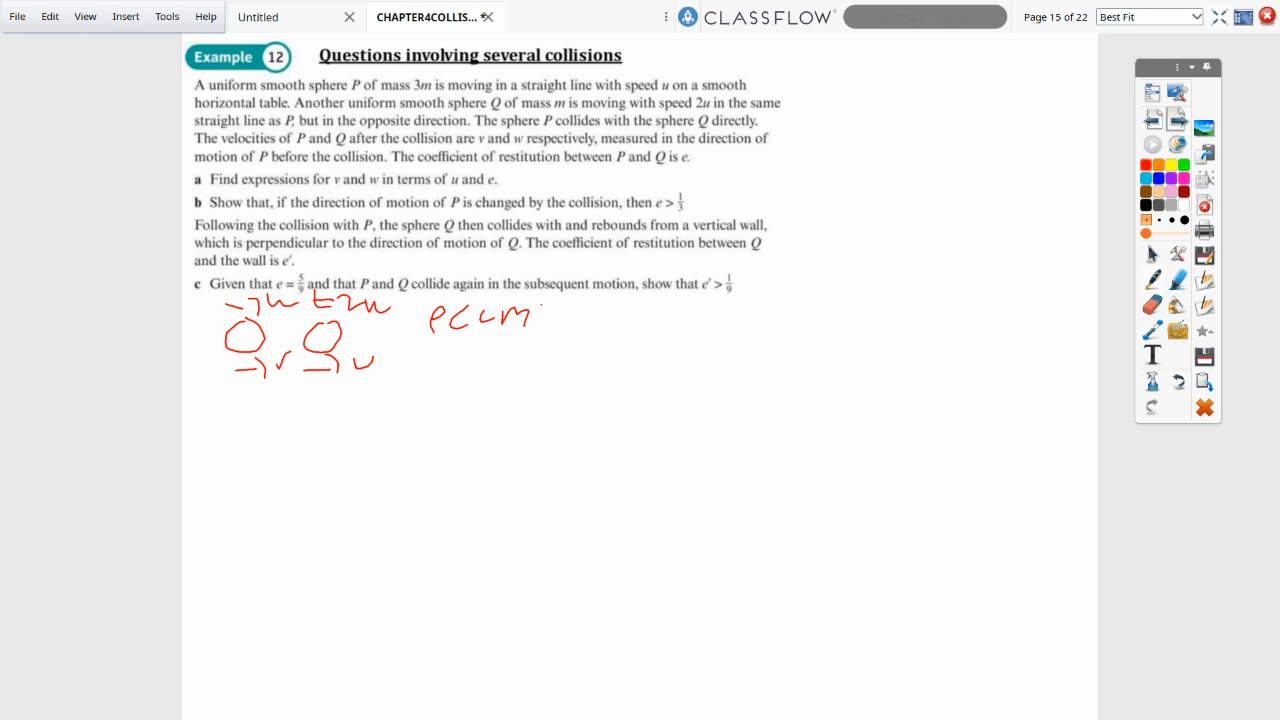 File Edit View Insert Tools Help
Untitled
CHAPTER4COLLIS...
CLASSFLOW
Page 15 of 22
Best Fit
Example 12
Questions involving several collisions
A uniform smooth sphere P of mass 3m is moving in a straight line with speed u on a smooth
horizontal table. Another uniform smooth sphere Q of mass m is moving with speed 2u in the same
straight line as P, but in the opposite direction. The sphere P collides with the sphere Q directly.
The velocities of P and Q after the collision are v and w respectively, measured in the direction of
motion of P before the collision. The coefficient of restitution between P and Q is e.
a Find expressions for v and w in terms of u and e.
b Show that, if the direction of motion of P is changed by the collision, then e > 1/3
Following the collision with P, the sphere Q then collides with and rebounds from a vertical wall,
which is perpendicular to the direction of motion of Q. The coefficient of restitution between Q
and the wall is e′.
c Given that e = 5/9 and that P and Q collide again in the subsequent motion, show that e′ > 1/9
→u ←2u
→v
T